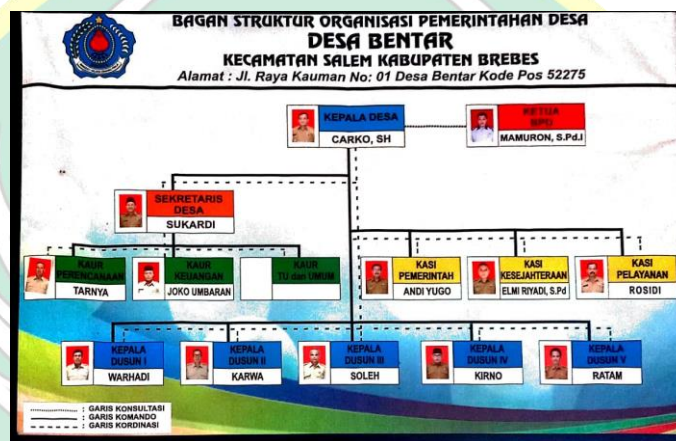 BAGAN STRUKTUR ORGANISASI PEMERINTAHAN DESA
DESA BENTAR
KECAMATAN SALEM KABUPATEN BREBES
Alamat : Jl. Raya Kauman No: 01 Desa Bentar Kode Pos 52275
KEPALA DESA
CARKO, SH
KETUA
BPD
MAMURON, S.Pd.I
SEKRETARIS
DESA
SUKARDI
KAUR
PERENCANAAN
TARNYA
KAUR
KEUANGAN
JOKO UMBARAN
KAUR
TU dan UMUM
KASI
PEMERINTAH
ANDI YUGO
KASI
KESEJAHTERAAN
ELMI RIYADI, S.Pd
KASI
PELAYANAN
ROSIDI
KEPALA
DUSUN I
WARHADI
KEPALA
DUSUN II
KARWA
KEPALA
DUSUN III
SOLEH
KEPALA
DUSUN IV
KIRNO
KEPALA
DUSUN V
RATAM
: GARIS KONSULTASI
: GARIS KOMANDO
: GARIS KORDINASI